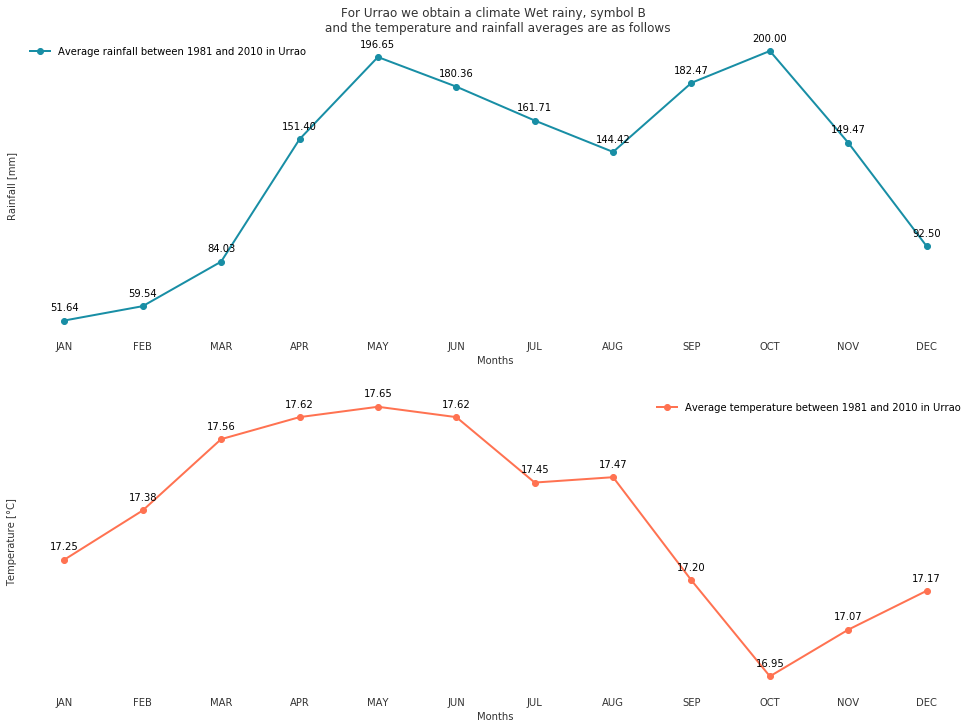 For Urrao we obtain a climate Wet rainy, symbol B
and the temperature and rainfall averages are as follows
Average rainfall between 1981 and 2010 in Urrao
Rainfall [mm]
51.64
59.54
84.03
151.40
196.65
180.36
161.71
144.42
182.47
200.00
149.47
92.50
JAN FEB MAR APR MAY JUN JUL AUG SEP OCT NOV DEC
Months
Average temperature between 1981 and 2010 in Urrao
Temperature [°C]
17.25
17.38
17.56
17.62
17.65
17.62
17.45
17.47
17.20
16.95
17.07
17.17
JAN FEB MAR APR MAY JUN JUL AUG SEP OCT NOV DEC
Months